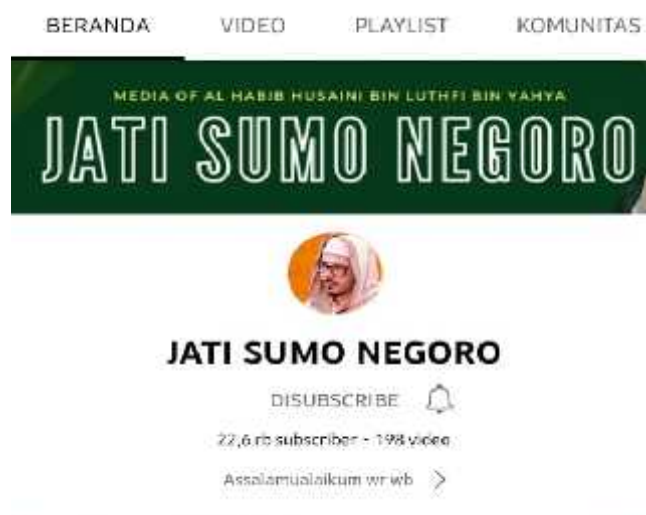 BERANDA VIDEO PLAYLIST KOMUNITAS
MEDIA OF AL HABIB HUSAINI BIN LUTHFI BIN YAHYA
JATI SUMO NEGORO
JATI SUMO NEGORO
DISUBSCRIBE
22,6 rb subscriber - 198 video
Assalamualaikum wr wb >